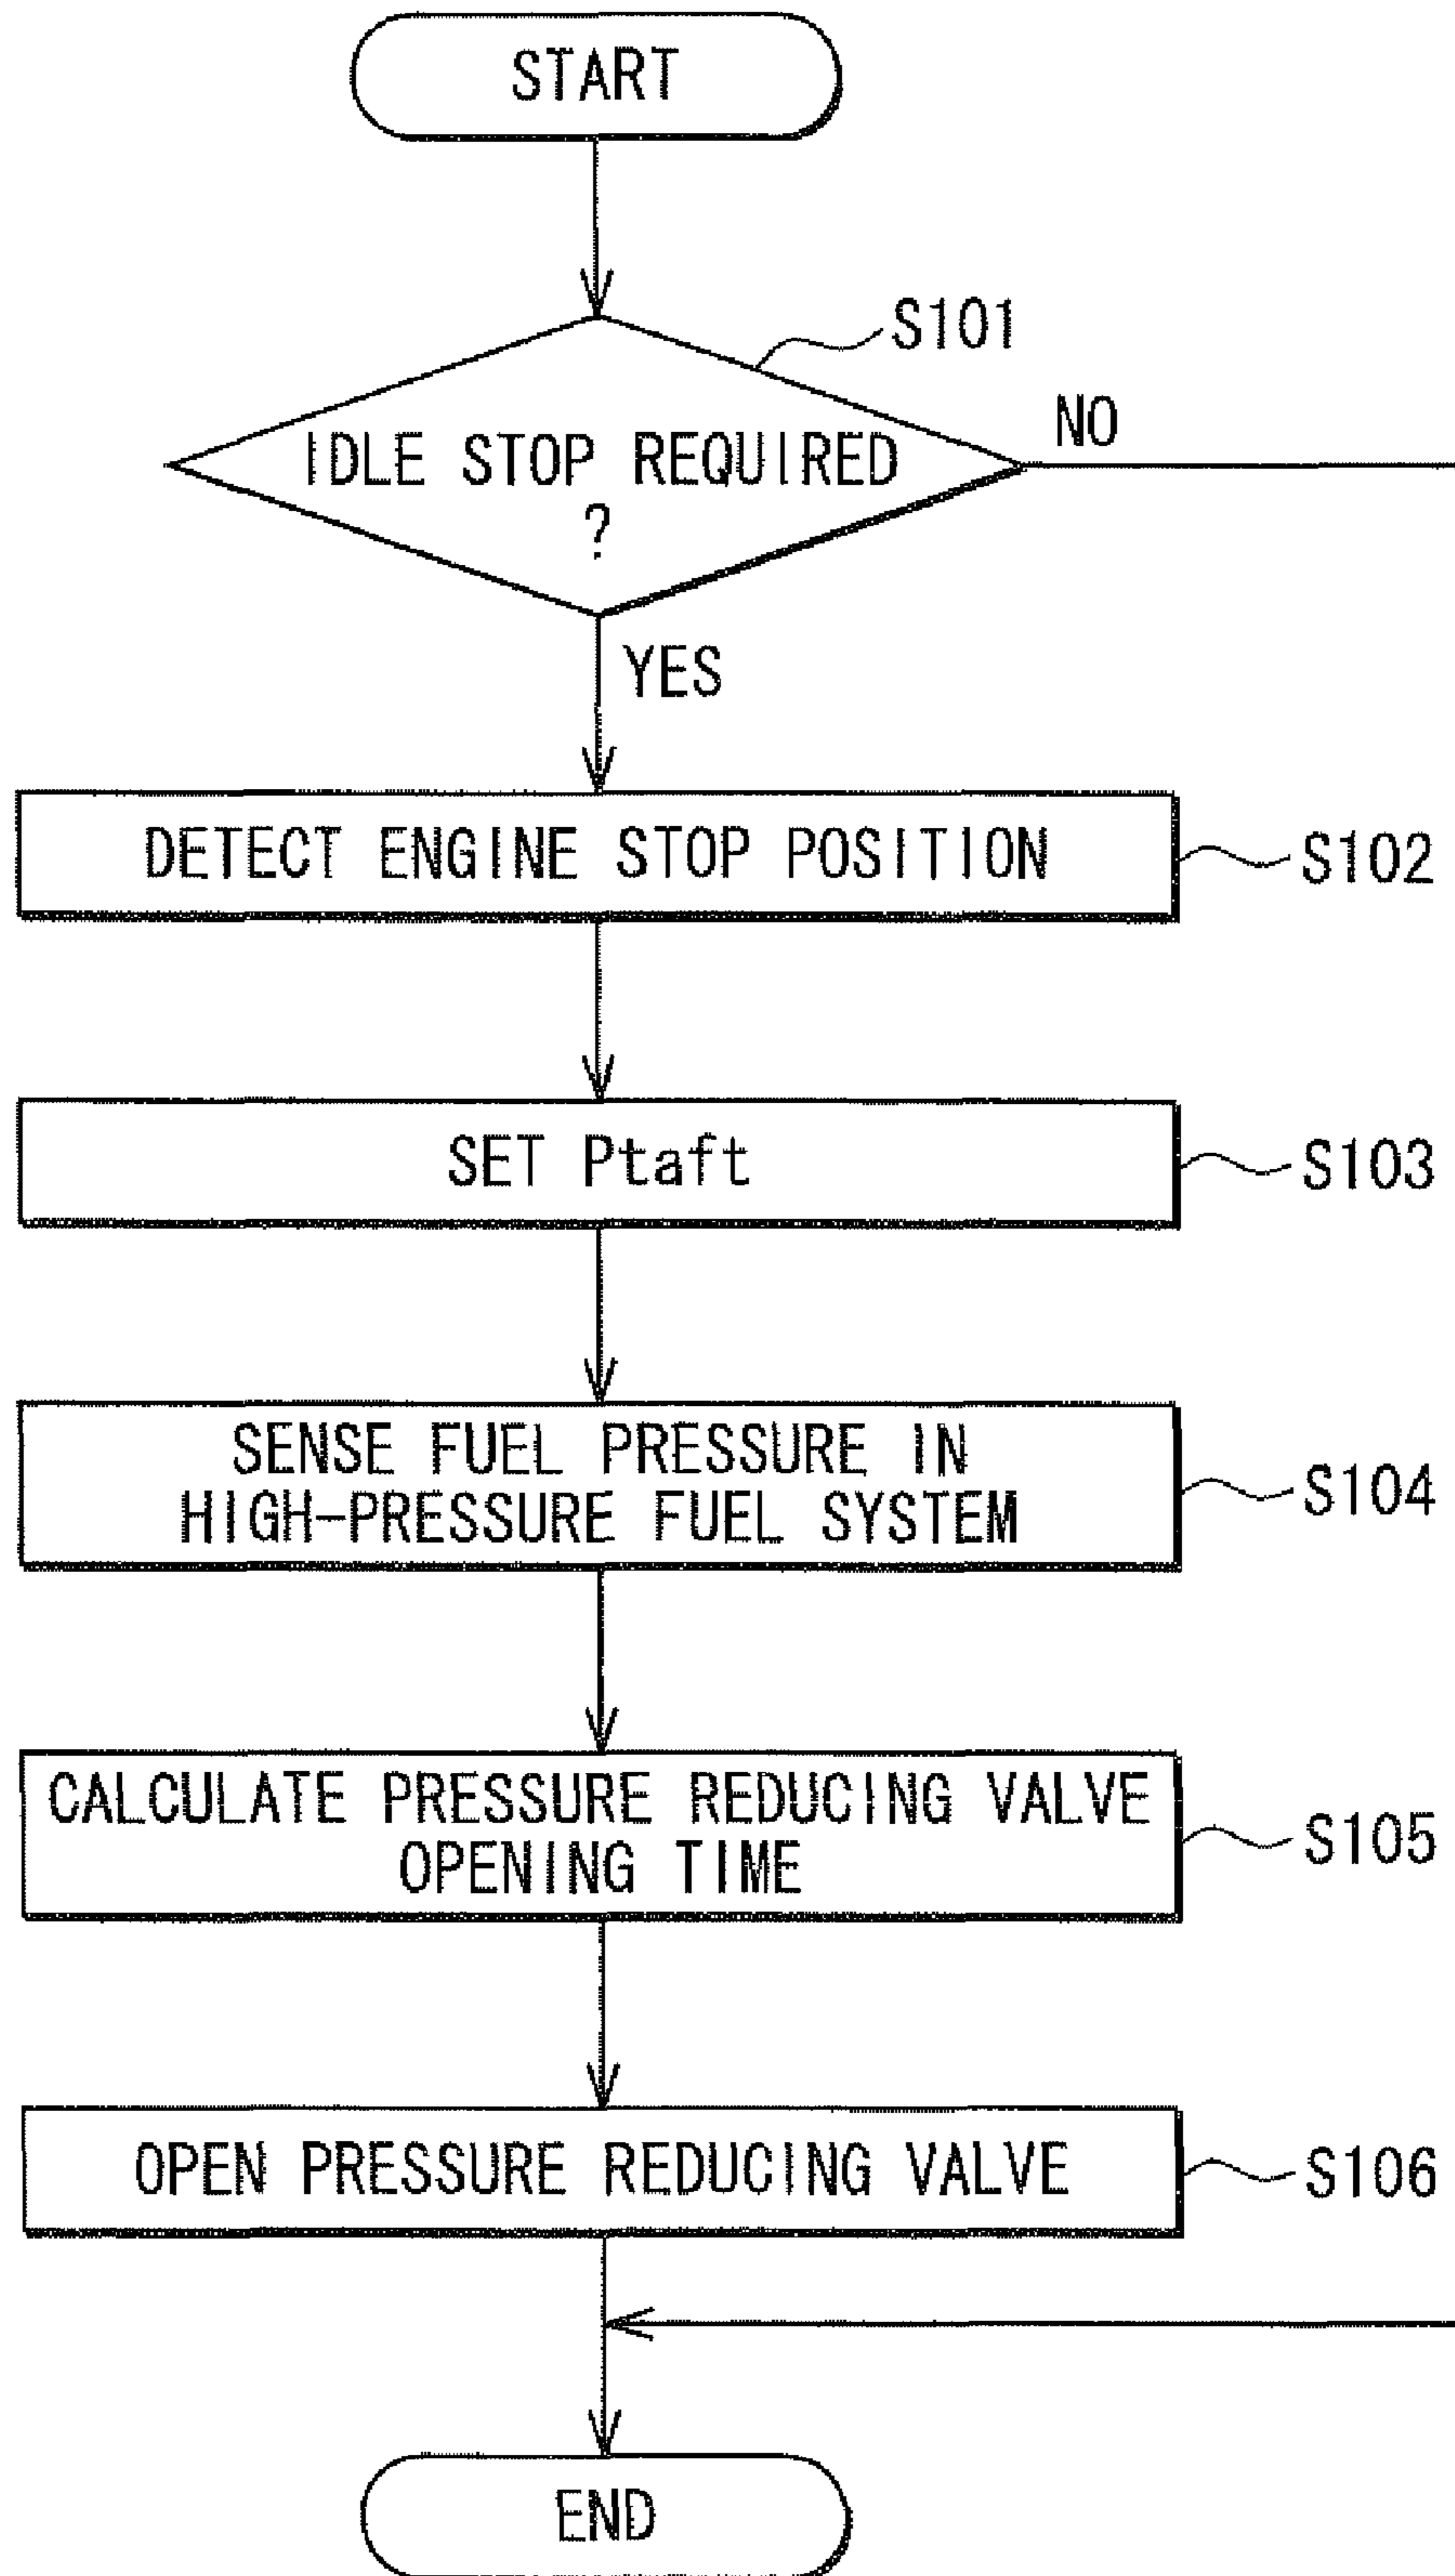 START
S101
IDLE STOP REQUIRED
?
NO
YES
DETECT ENGINE STOP POSITION
S102
SET Ptaft
S103
SENSE FUEL PRESSURE IN
HIGH-PRESSURE FUEL SYSTEM
S104
CALCULATE PRESSURE REDUCING VALVE
OPENING TIME
S105
OPEN PRESSURE REDUCING VALVE
S106
END